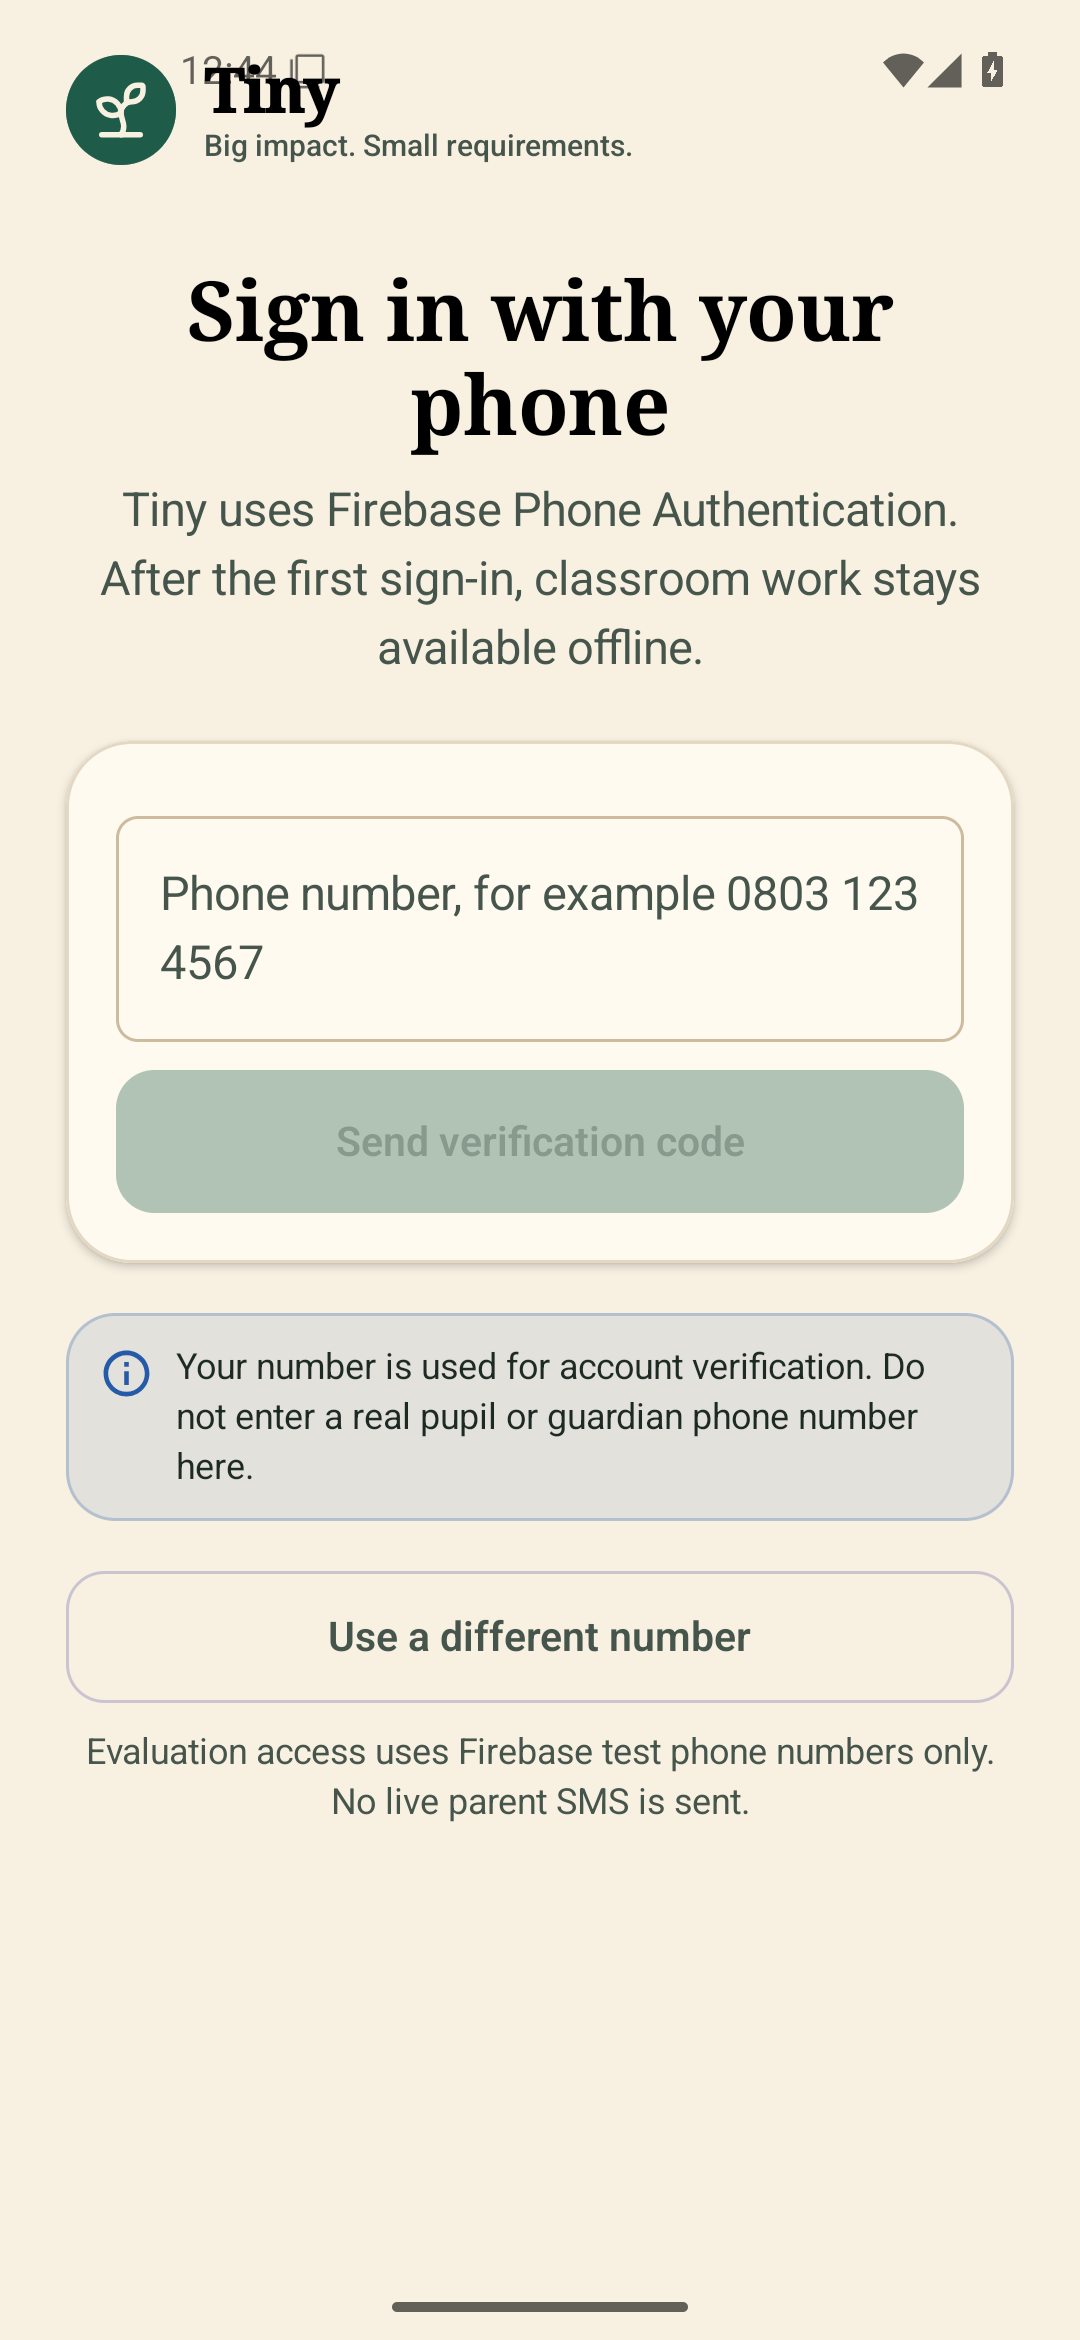 12:44
Tiny
Big impact. Small requirements.
Sign in with your
phone
Tiny uses Firebase Phone Authentication.
After the first sign-in, classroom work stays
available offline.
Phone number, for example 0803 123
4567
Send verification code
Your number is used for account verification. Do
not enter a real pupil or guardian phone number
here.
Use a different number
Evaluation access uses Firebase test phone numbers only.
No live parent SMS is sent.